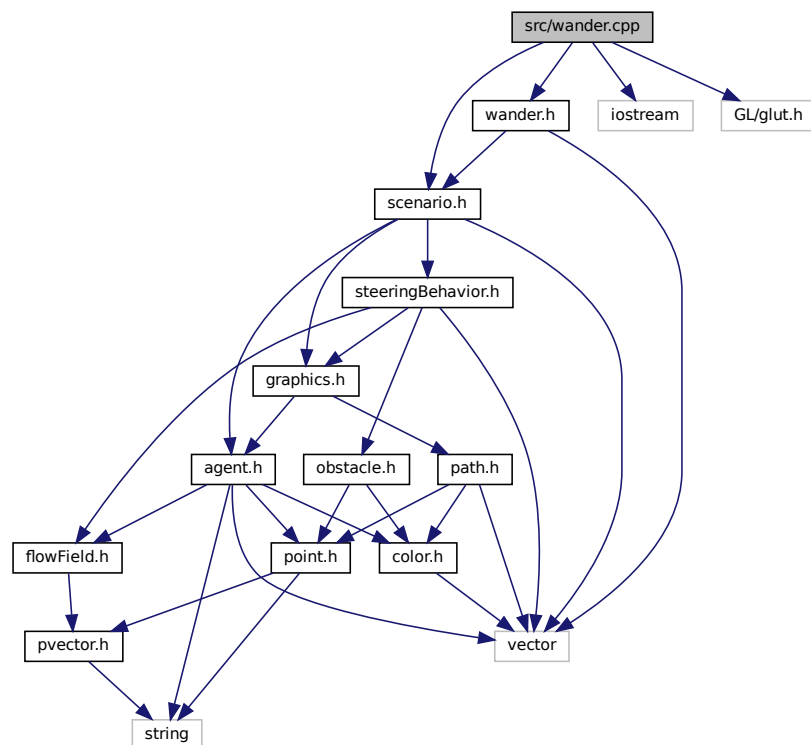 src/wander.cpp
wander.h
iostream
GL/glut.h
scenario.h
steeringBehavior.h
graphics.h
agent.h
obstacle.h
path.h
flowField.h
point.h
color.h
pvector.h
vector
string